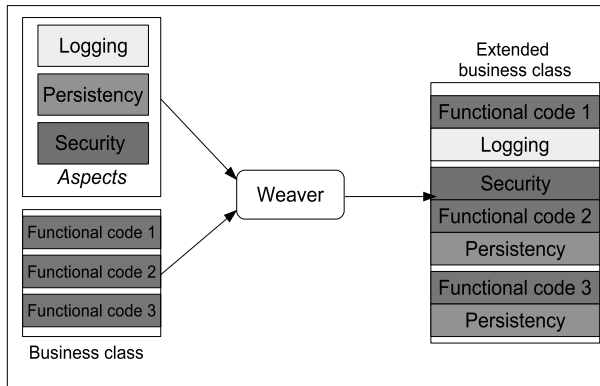 Logging
Persistency
Security
Aspects
Functional code 1
Functional code 2
Functional code 3
Business class
Weaver
Extended
business class
Functional code 1
Logging
Security
Functional code 2
Persistency
Functional code 3
Persistency